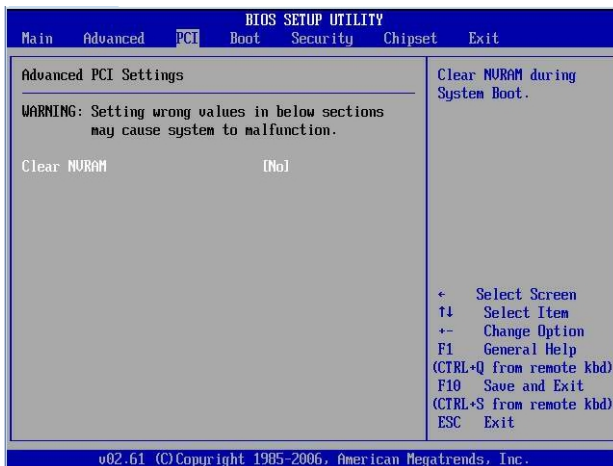 BIOS SETUP UTILITY
Main Advanced PCI Boot Security Chipset Exit
Advanced PCI Settings
WARNING: Setting wrong values in below sections
may cause system to malfunction.
Clear NVRAM [No]
Clear NVRAM during
System Boot.
← Select Screen
↑↓ Select Item
+- Change Option
F1 General Help
(CTRL+Q from remote kbd)
F10 Save and Exit
(CTRL+S from remote kbd)
ESC Exit
v02.61 (C)Copyright 1985-2006, American Megatrends, Inc.